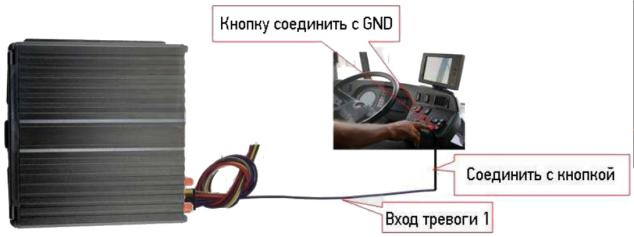 Кнопку соединить с GND
Соединить с кнопкой
Вход тревоги 1